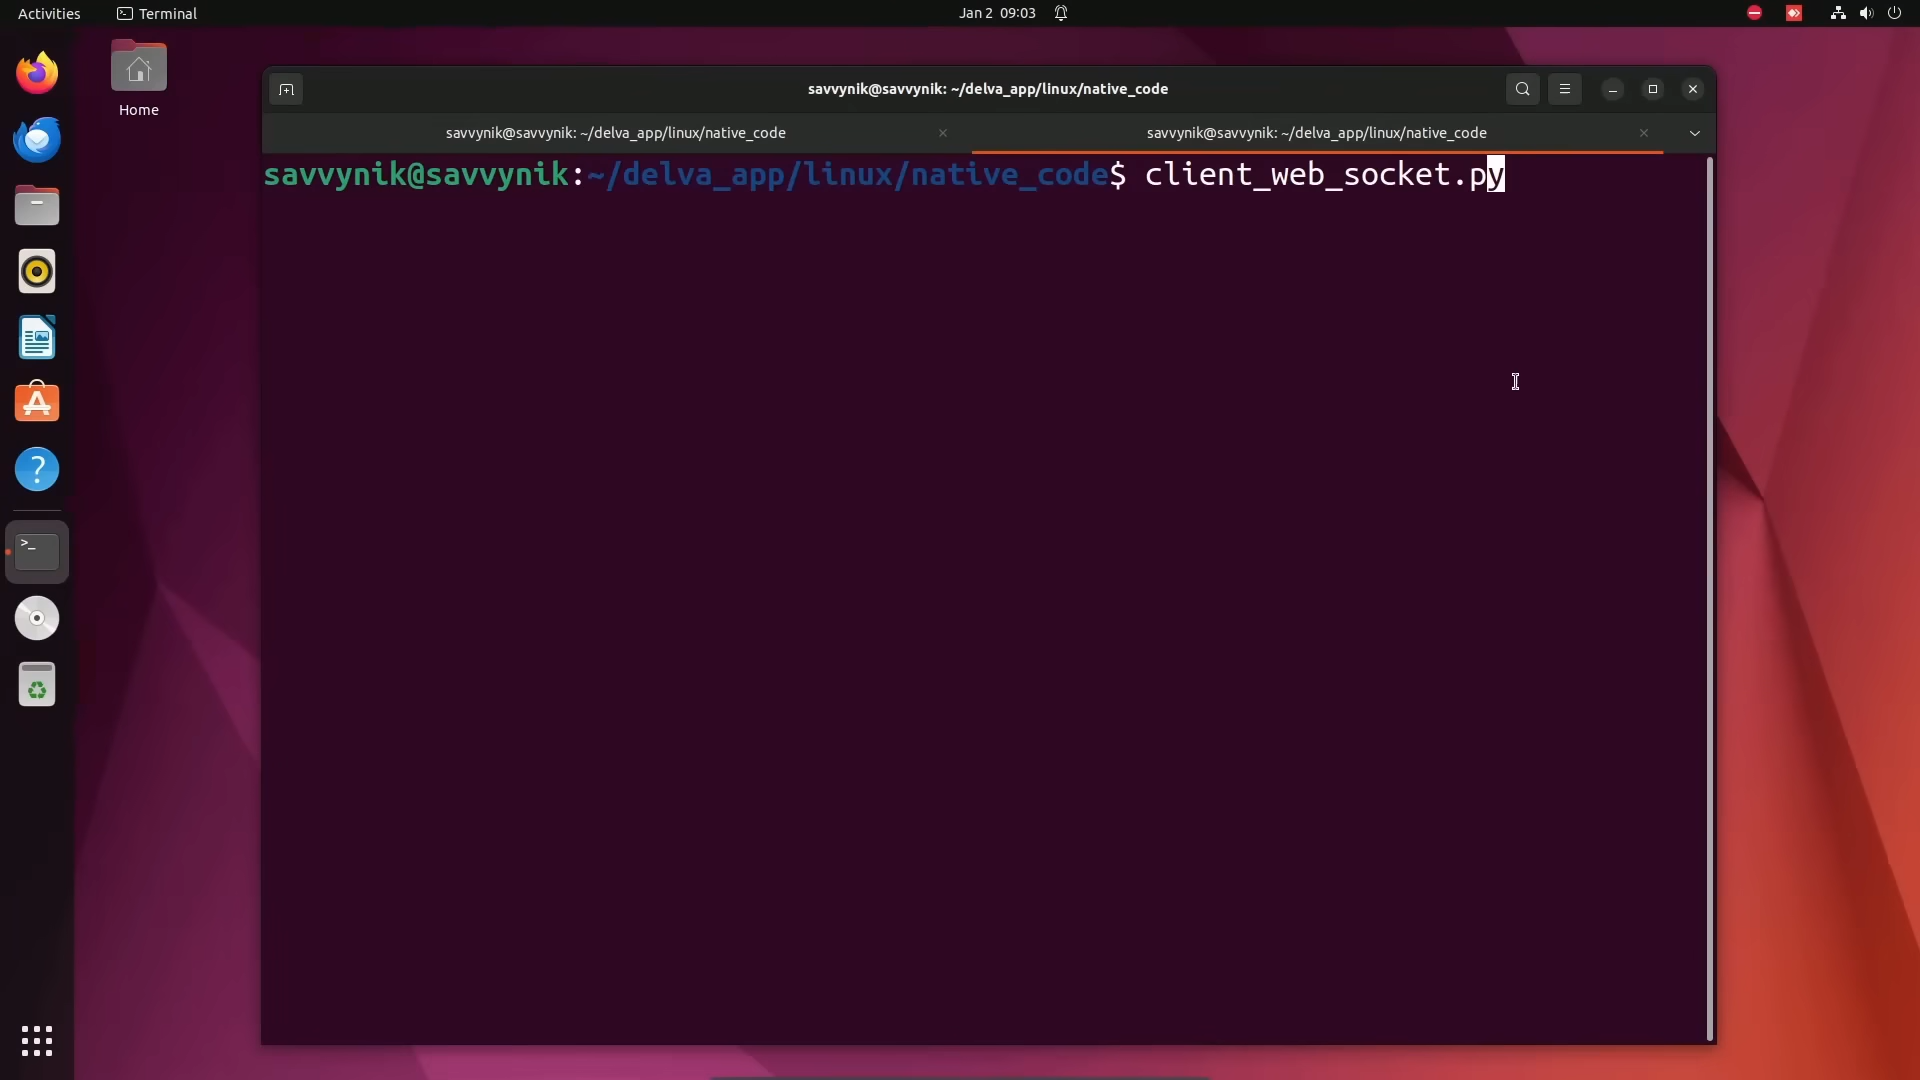 Activities Terminal Jan 2 09:03
Home
savvynik@savvynik: ~/delva_app/linux/native_code
savvynik@savvynik: ~/delva_app/linux/native_code savvynik@savvynik: ~/delva_app/linux/native_code
savvynik@savvynik:~/delva_app/linux/native_code$ client_web_socket.py